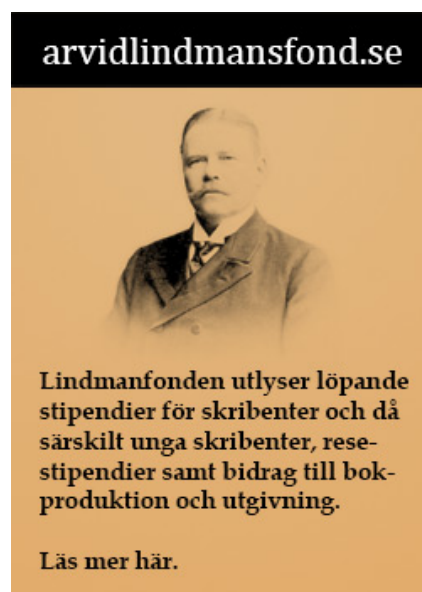 arvidlindmansfond.se
Lindmanfonden utlyser löpande
stipendier för skribenter och då
särskilt unga skribenter, rese-
stipendier samt bidrag till bok-
produktion och utgivning.
Läs mer här.